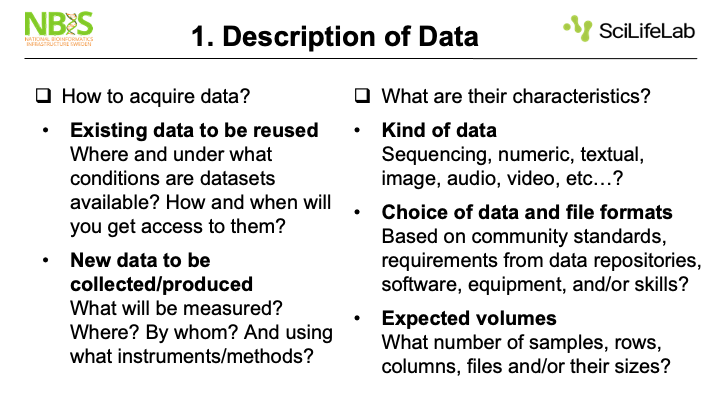 NBIS
NATIONAL BIOINFORMATICS
INFRASTRUCTURE SWEDEN
1. Description of Data
SciLifeLab
❑ How to acquire data?
• Existing data to be reused
Where and under what
conditions are datasets
available? How and when will
you get access to them?
• New data to be
collected/produced
What will be measured?
Where? By whom? And using
what instruments/methods?
❑ What are their characteristics?
• Kind of data
Sequencing, numeric, textual,
image, audio, video, etc…?
• Choice of data and file formats
Based on community standards,
requirements from data repositories,
software, equipment, and/or skills?
• Expected volumes
What number of samples, rows,
columns, files and/or their sizes?